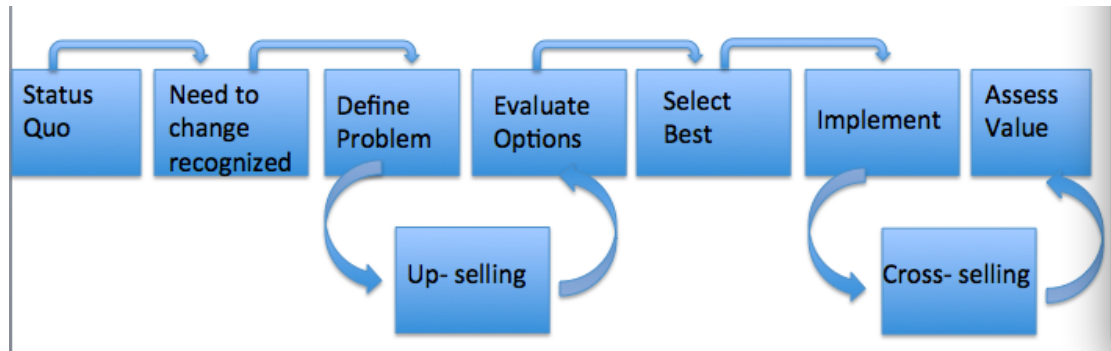 Status
Quo
Need to
change
recognized
Define
Problem
Evaluate
Options
Select
Best
Implement
Assess
Value
Up- selling
Cross- selling